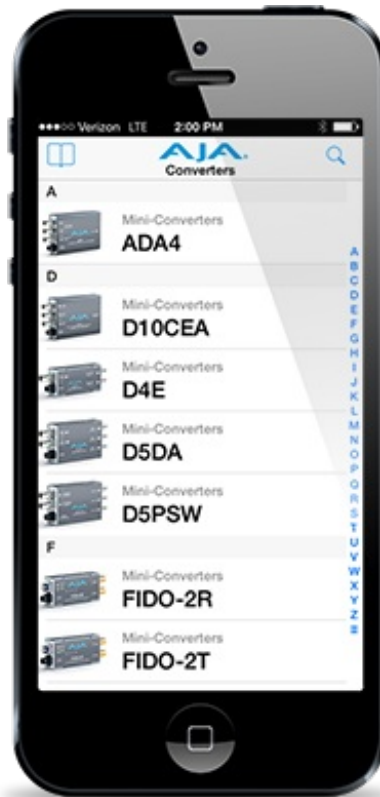 Verizon LTE 2:00 PM
AJA
Converters
A
Mini-Converters
ADA4
D
Mini-Converters
D10CEA
Mini-Converters
D4E
Mini-Converters
D5DA
Mini-Converters
D5PSW
F
Mini-Converters
FIDO-2R
Mini-Converters
FIDO-2T
A
B
C
D
E
F
G
H
I
J
K
L
M
N
O
P
Q
R
S
T
U
V
W
X
Y
Z
#